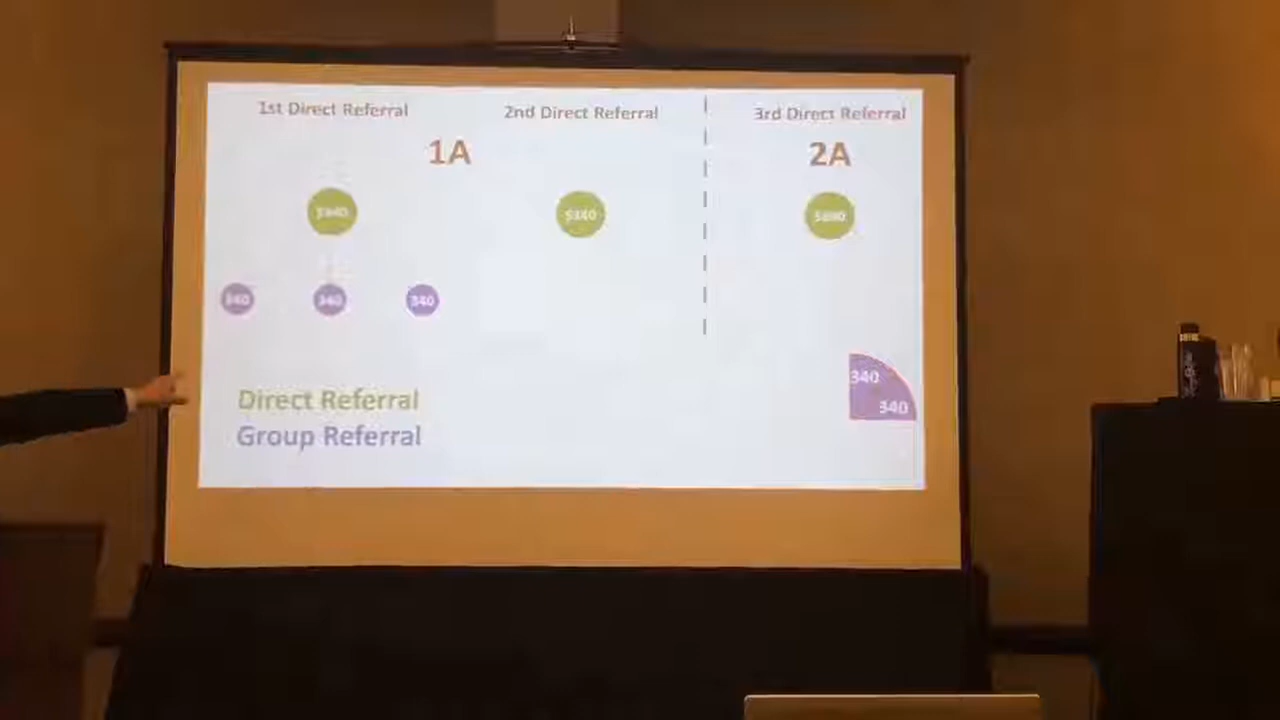 1st Direct Referral
2nd Direct Referral
3rd Direct Referral
1A
2A
$340
340
340
340
340
340
Direct Referral
Group Referral